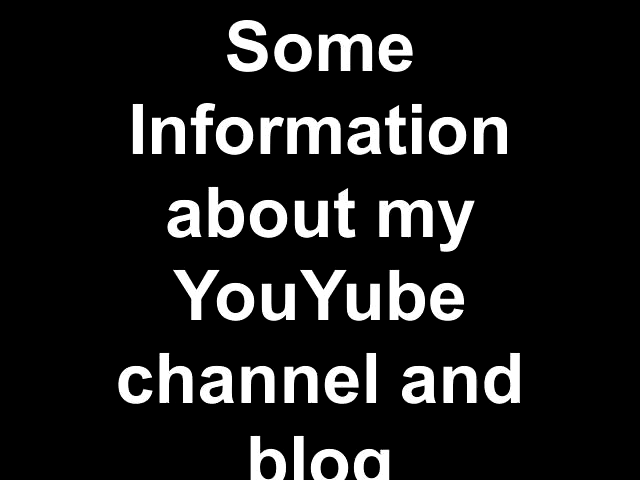 Some
Information
about my
YouYube
channel and
blog